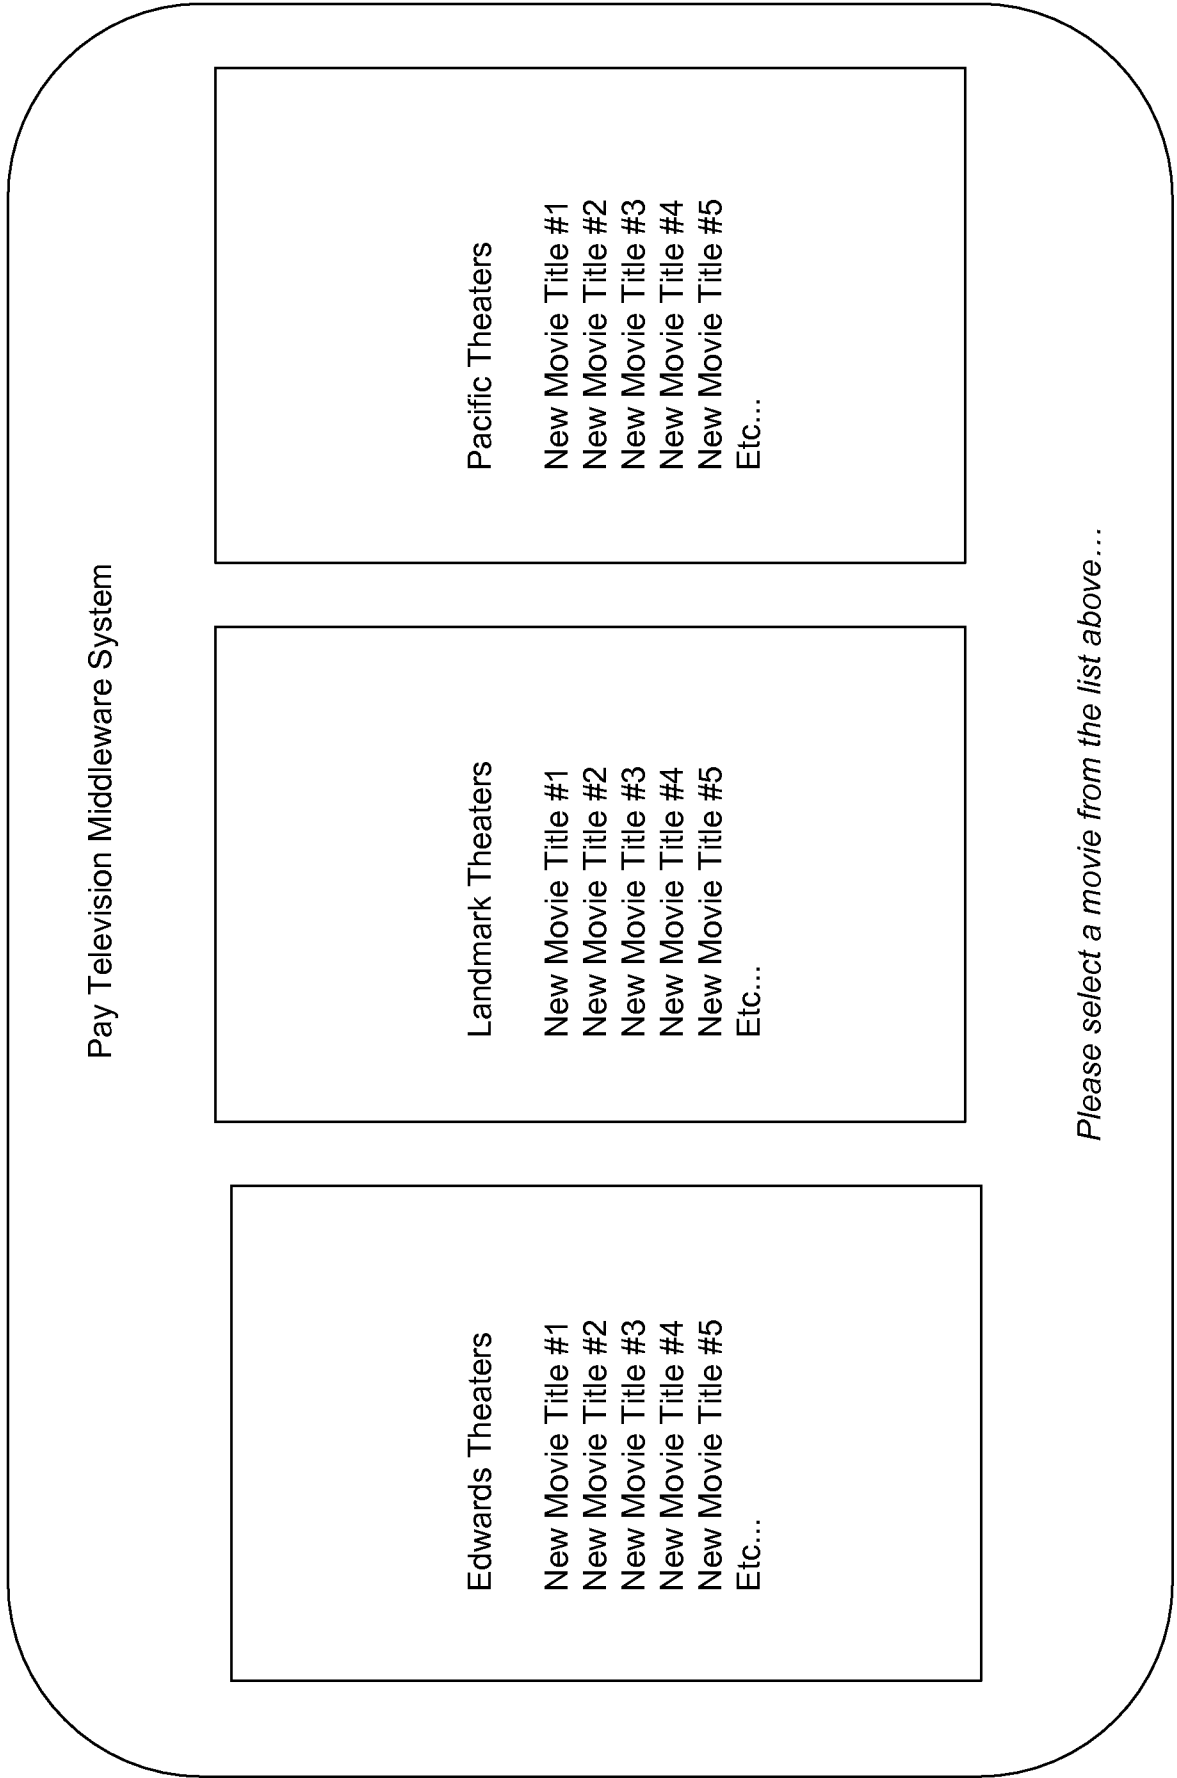 Pay Television Middleware System
Edwards Theaters
New Movie Title #1
New Movie Title #2
New Movie Title #3
New Movie Title #4
New Movie Title #5
Etc...
Landmark Theaters
New Movie Title #1
New Movie Title #2
New Movie Title #3
New Movie Title #4
New Movie Title #5
Etc...
Pacific Theaters
New Movie Title #1
New Movie Title #2
New Movie Title #3
New Movie Title #4
New Movie Title #5
Etc...
Please select a movie from the list above…